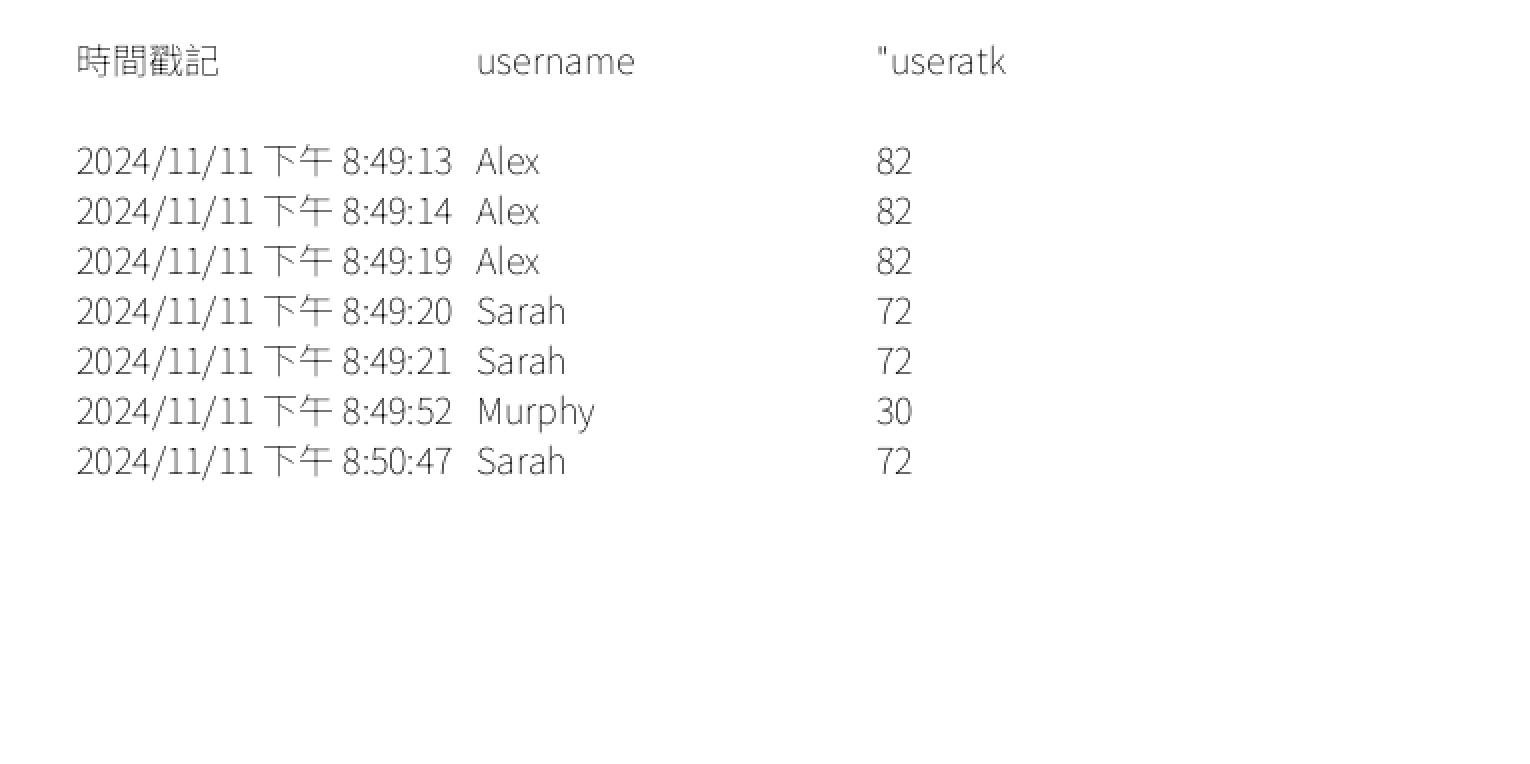 時間戳記 username "useratk
2024/11/11 下午 8:49:13 Alex 82
2024/11/11 下午 8:49:14 Alex 82
2024/11/11 下午 8:49:19 Alex 82
2024/11/11 下午 8:49:20 Sarah 72
2024/11/11 下午 8:49:21 Sarah 72
2024/11/11 下午 8:49:52 Murphy 30
2024/11/11 下午 8:50:47 Sarah 72